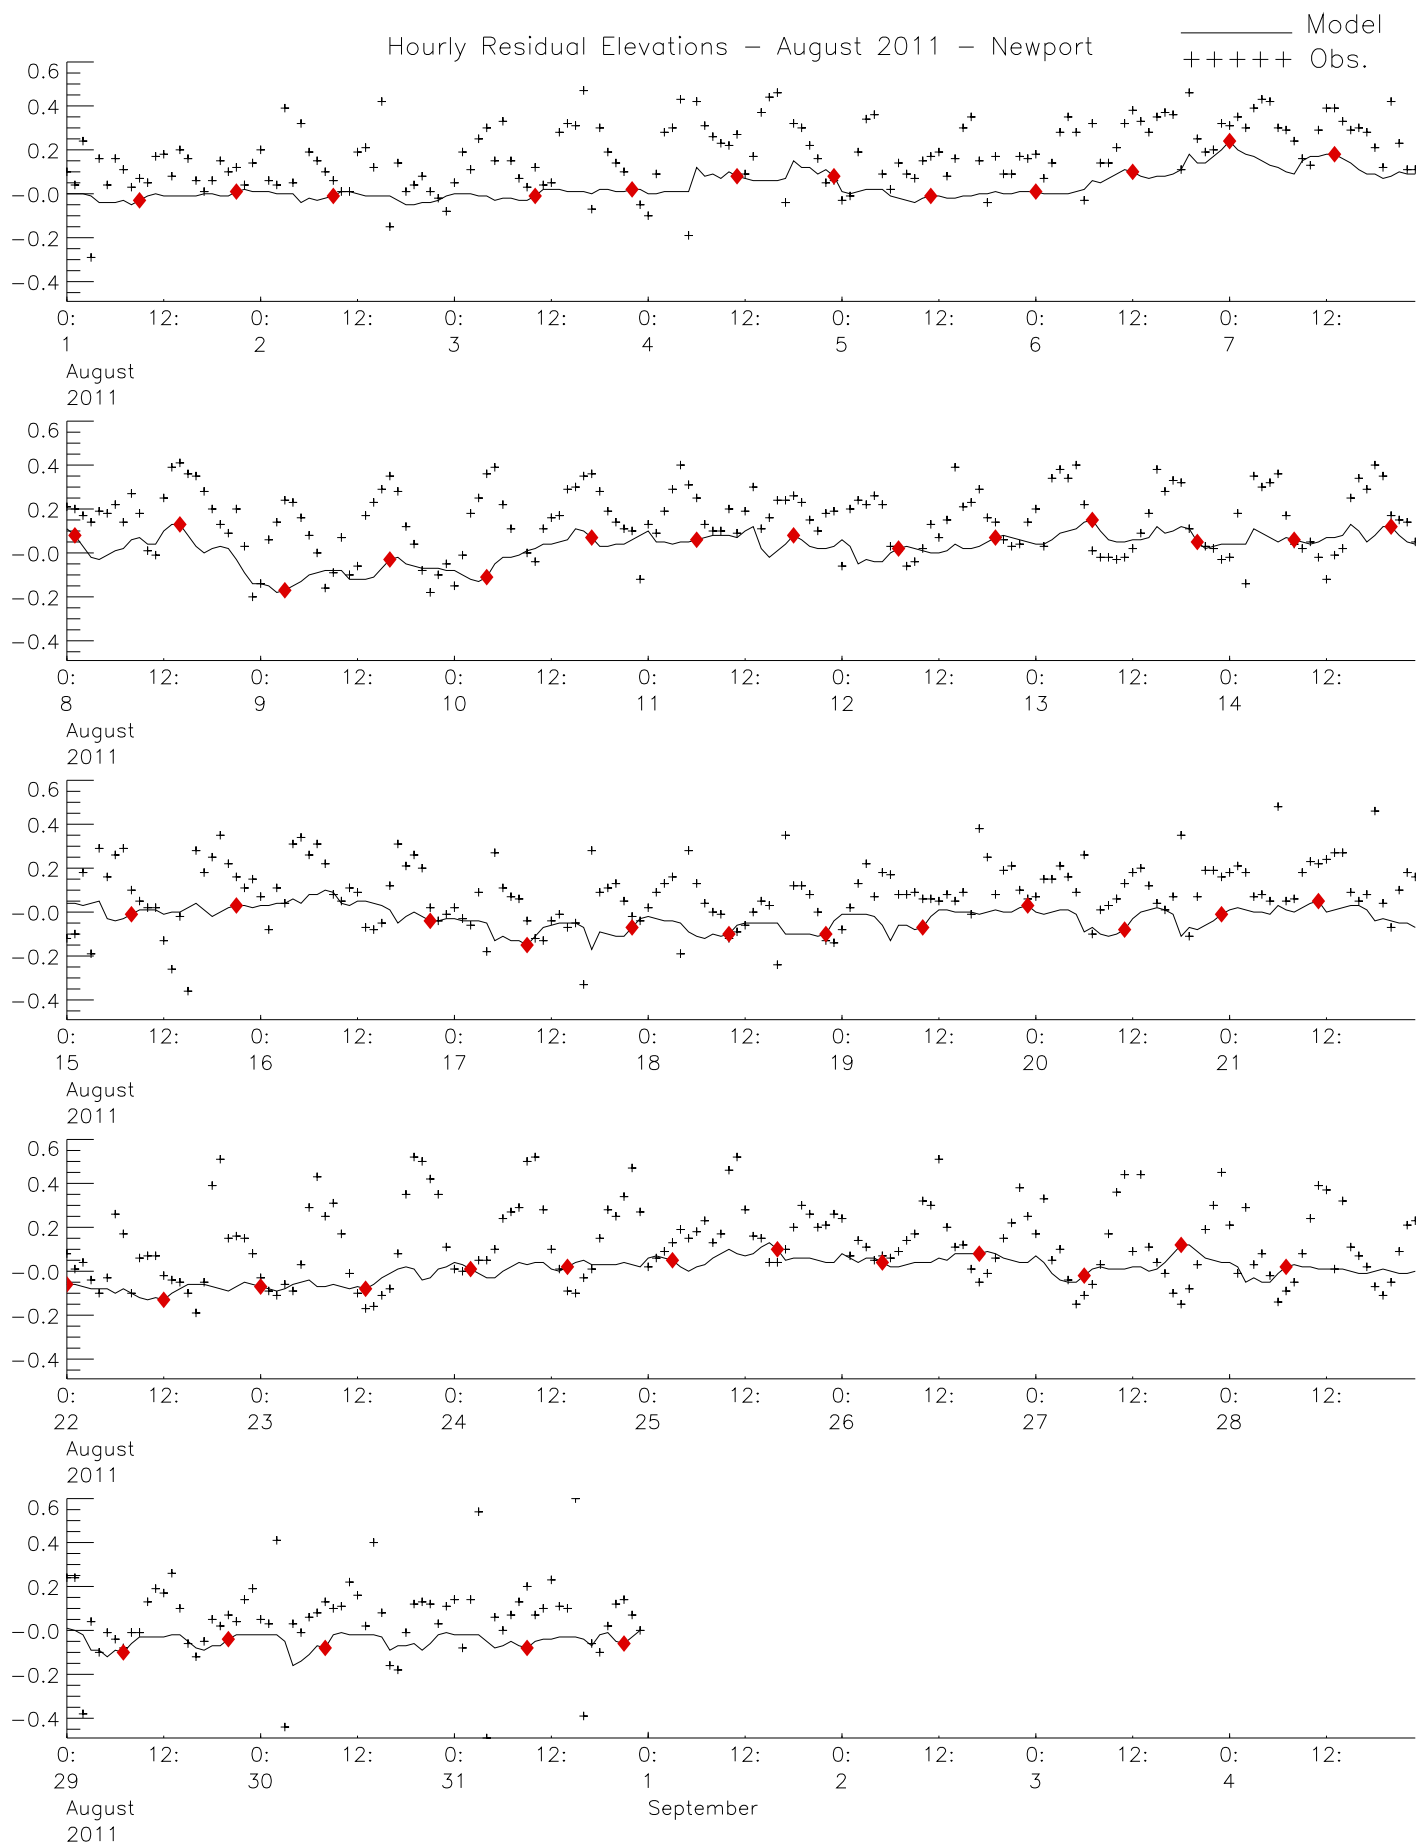 Hourly Residual Elevations – August 2011 – Newport
Model
+++++ Obs.
0.6
0.4
0.2
−0.0
−0.2
−0.4
0: 12: 0: 12: 0: 12: 0: 12: 0: 12: 0: 12: 0: 12:
1 2 3 4 5 6 7
August
2011
0.6
0.4
0.2
−0.0
−0.2
−0.4
0: 12: 0: 12: 0: 12: 0: 12: 0: 12: 0: 12: 0: 12:
8 9 10 11 12 13 14
August
2011
0.6
0.4
0.2
−0.0
−0.2
−0.4
0: 12: 0: 12: 0: 12: 0: 12: 0: 12: 0: 12: 0: 12:
15 16 17 18 19 20 21
August
2011
0.6
0.4
0.2
−0.0
−0.2
−0.4
0: 12: 0: 12: 0: 12: 0: 12: 0: 12: 0: 12: 0: 12:
22 23 24 25 26 27 28
August
2011
0.6
0.4
0.2
−0.0
−0.2
−0.4
0: 12: 0: 12: 0: 12: 0: 12: 0: 12: 0: 12: 0: 12:
29 30 31 1 2 3 4
August September
2011